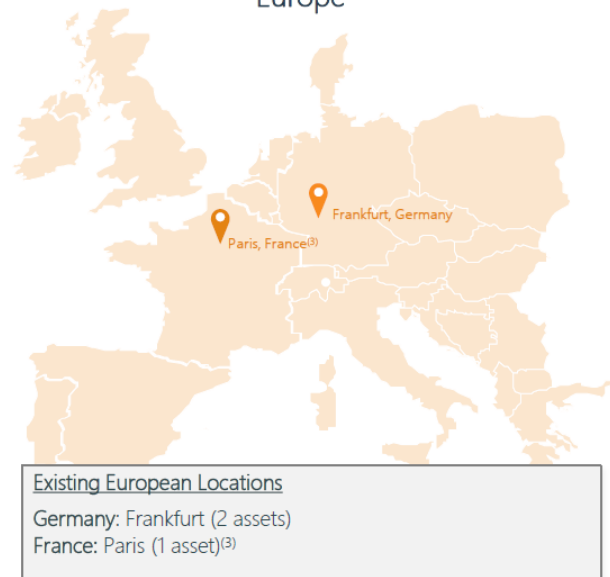 Europe
Frankfurt, Germany
Paris, France(3)
Existing European Locations
Germany: Frankfurt (2 assets)
France: Paris (1 asset)(3)